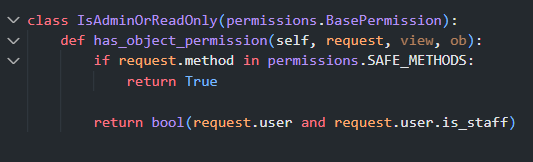 class IsAdminOrReadOnly(permissions.BasePermission):
    def has_object_permission(self, request, view, ob):
        if request.method in permissions.SAFE_METHODS:
            return True

        return bool(request.user and request.user.is_staff)